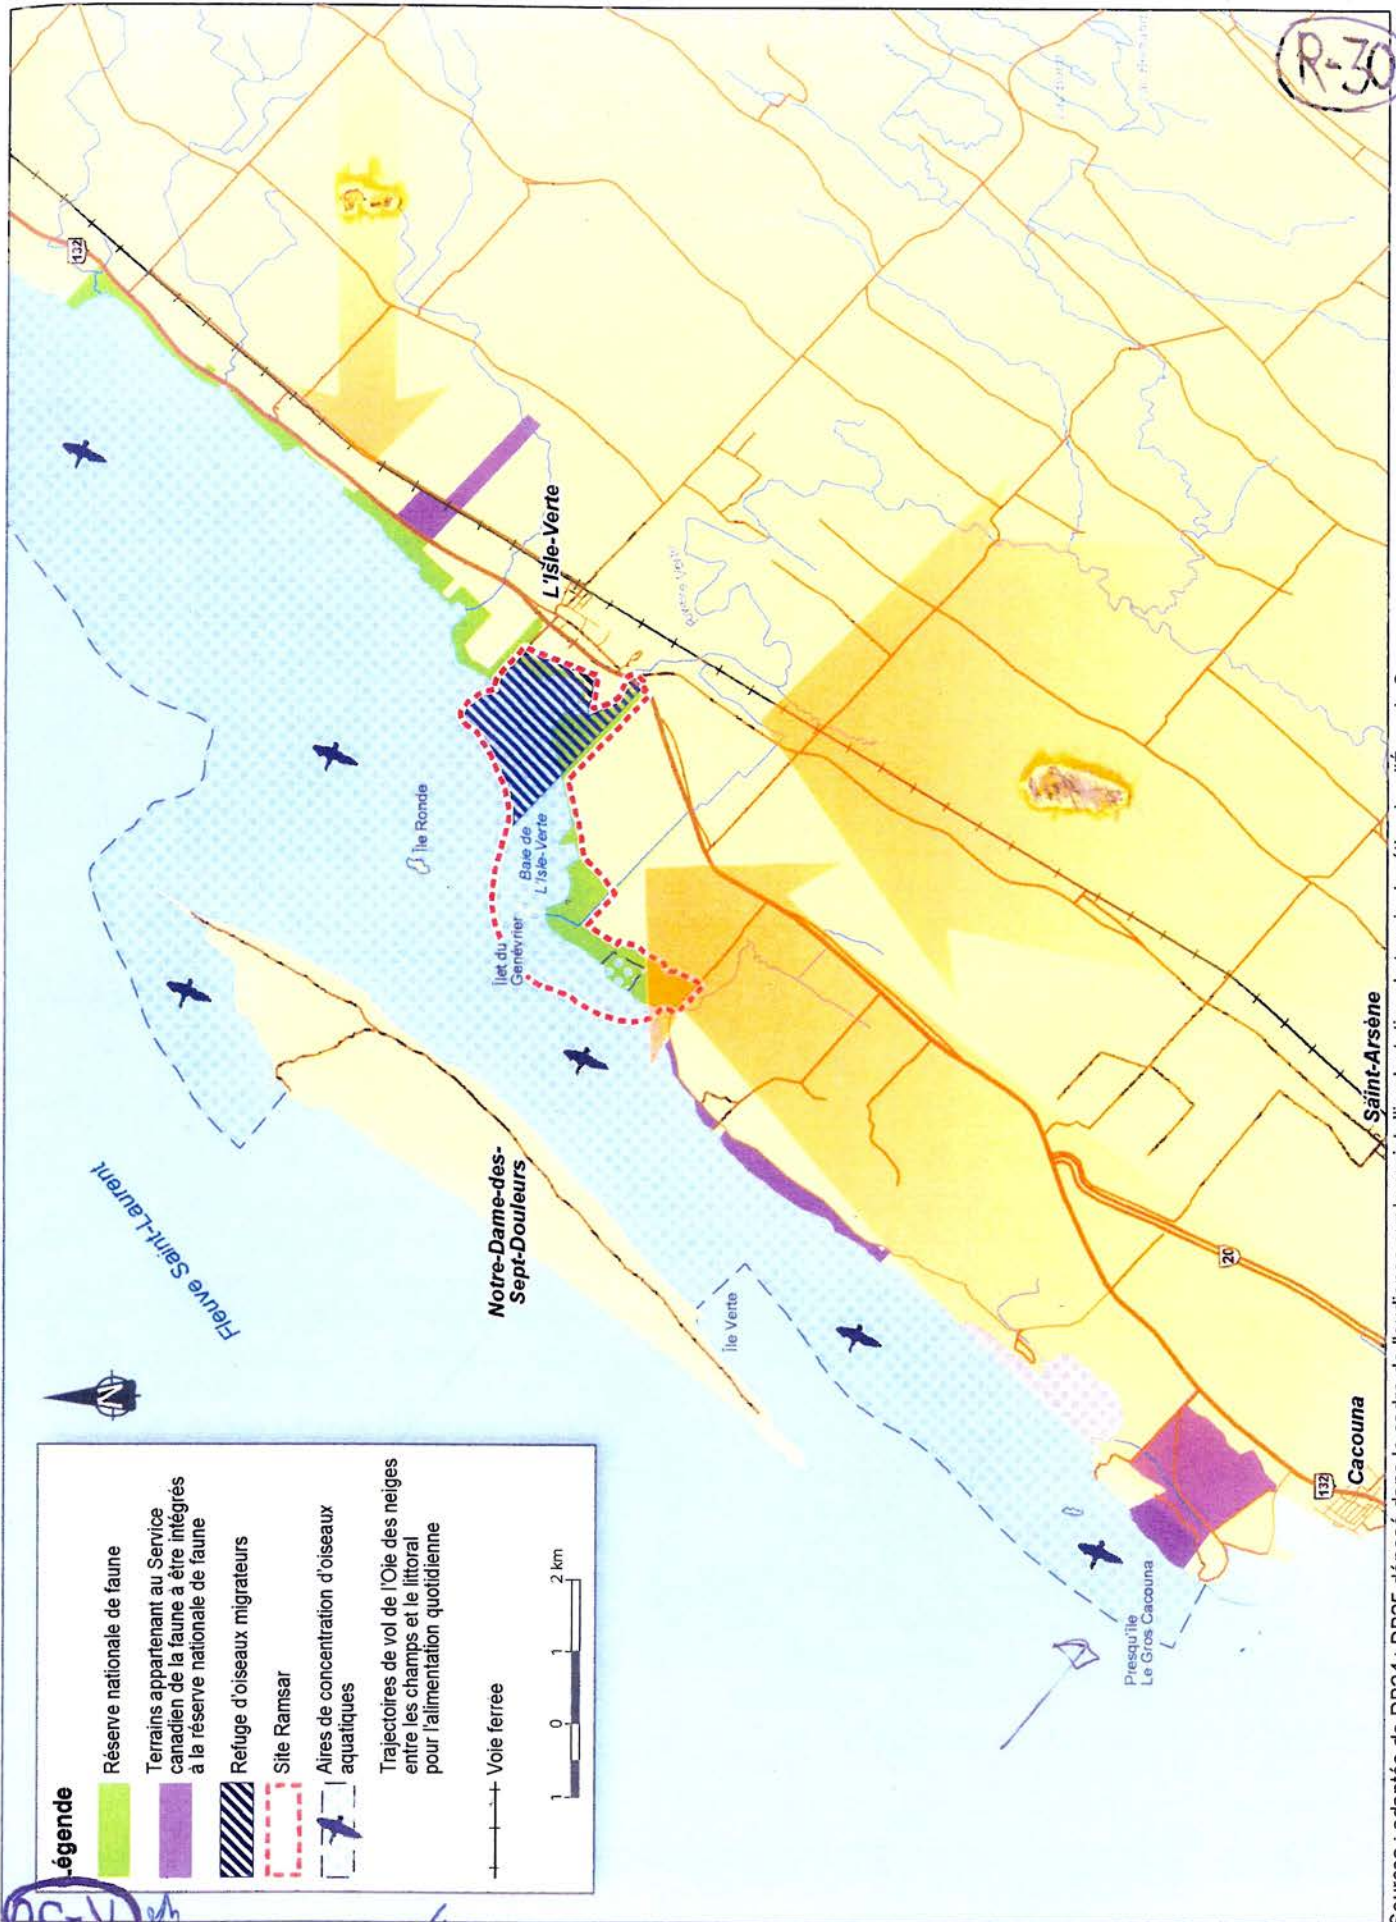 R-30
Légende
Réserve nationale de faune
Terrains appartenant au Service
canadien de la faune à être intégrés
à la réserve nationale de faune
Refuge d'oiseaux migrateurs
Site Ramsar
Aires de concentration d'oiseaux
aquatiques
Trajectoires de vol de l'Oie des neiges
entre les champs et le littoral
pour l'alimentation quotidienne
Voie ferrée
1 0 1 2 km
N
Fleuve Saint-Laurent
Notre-Dame-des-
Sept-Douleurs
Île Verte
Îlet du
Genévrier
Île Ronde
Baie de
L'Isle-Verte
L'Isle-Verte
132
Presqu'île
Le Gros Cacouna
132
Cacouna
20
Saint-Arsène